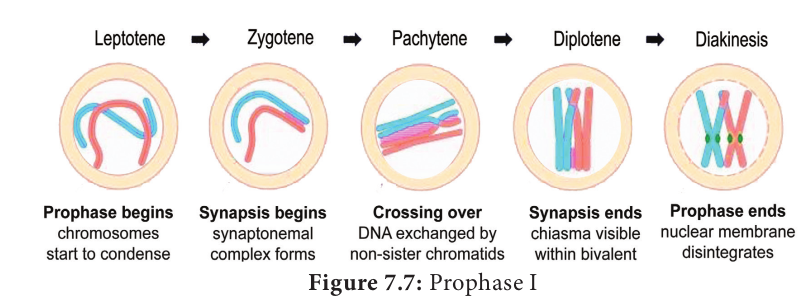 Leptotene ➡ Zygotene ➡ Pachytene ➡ Diplotene ➡ Diakinesis
Prophase begins
chromosomes
start to condense
Synapsis begins
synaptonemal
complex forms
Crossing over
DNA exchanged by
non-sister chromatids
Synapsis ends
chiasma visible
within bivalent
Prophase ends
nuclear membrane
disintegrates
Figure 7.7: Prophase I